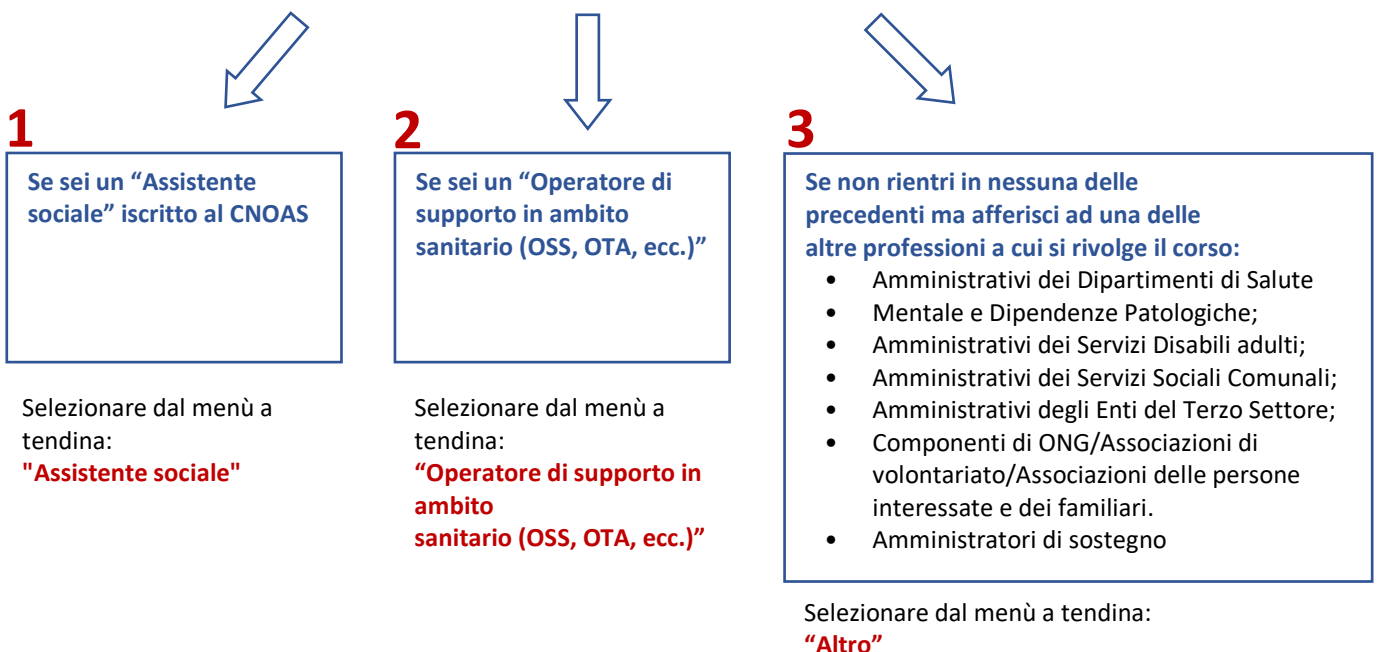 1
Se sei un “Assistente
sociale” iscritto al CNOAS
Selezionare dal menù a
tendina:
"Assistente sociale"
2
Se sei un “Operatore di
supporto in ambito
sanitario (OSS, OTA, ecc.)”
Selezionare dal menù a
tendina:
“Operatore di supporto in
ambito
sanitario (OSS, OTA, ecc.)”
3
Se non rientri in nessuna delle
precedenti ma afferisci ad una delle
altre professioni a cui si rivolge il corso:
• Amministrativi dei Dipartimenti di Salute
• Mentale e Dipendenze Patologiche;
• Amministrativi dei Servizi Disabili adulti;
• Amministrativi dei Servizi Sociali Comunali;
• Amministrativi degli Enti del Terzo Settore;
• Componenti di ONG/Associazioni di
volontariato/Associazioni delle persone
interessate e dei familiari.
• Amministratori di sostegno
Selezionare dal menù a tendina:
“Altro”